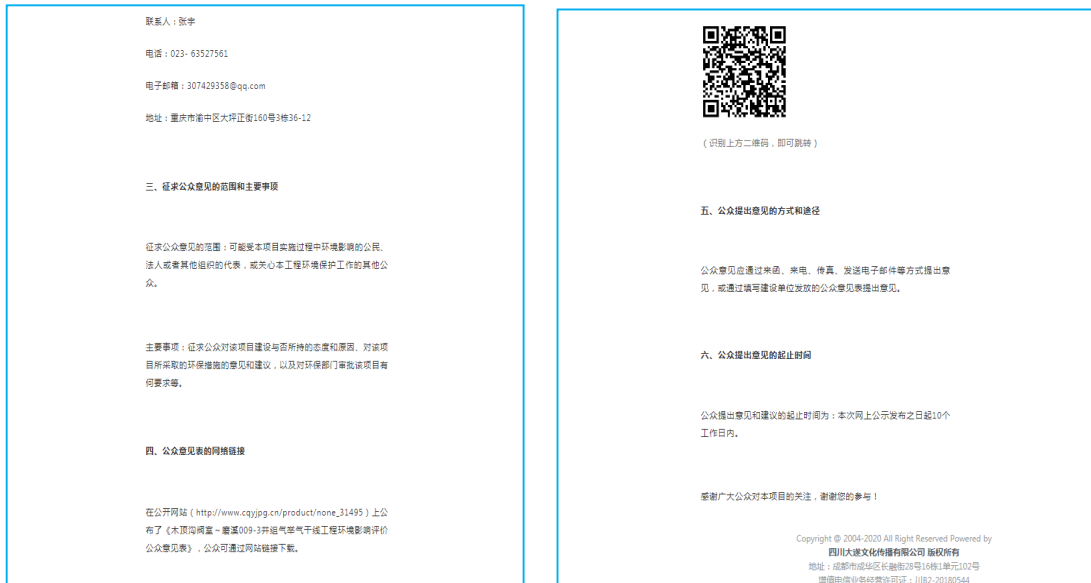 联系人：张宇
电话：023- 63527561
电子邮箱：307429358@qq.com
地址：重庆市渝中区大坪正街160号3栋36-12
三、征求公众意见的范围和主要事项
征求公众意见的范围：可能受本项目实施过程中环境影响的公民、
法人或者其他组织的代表，或关心本工程环境保护工作的其他公
众。
主要事项：征求公众对该项目建设与否所持的态度和原因、对该项
目所采取的环保措施的意见和建议，以及对环保部门审批该项目有
何要求等。
四、公众意见表的网络链接
在公开网站（http://www.cqyjpg.cn/product/none_31495）上公
布了《木顶沟阀室～磨溪009-3井组气举气干线工程环境影响评价
公众意见表》，公众可通过网站链接下载。
（识别上方二维码，即可跳转）
五、公众提出意见的方式和途径
公众意见应通过来函、来电、传真、发送电子邮件等方式提出意
见，或通过填写建设单位发放的公众意见表提出意见。
六、公众提出意见的起止时间
公众提出意见和建议的起止时间为：本次网上公示发布之日起10个
工作日内。
感谢广大公众对本项目的关注，谢谢您的参与！
Copyright @ 2004-2020 All Right Reserved Powered by
四川大遂文化传播有限公司 版权所有
地址：成都市成华区长融街28号16栋1单元102号
增值电信业务经营许可证：川B2-20180544